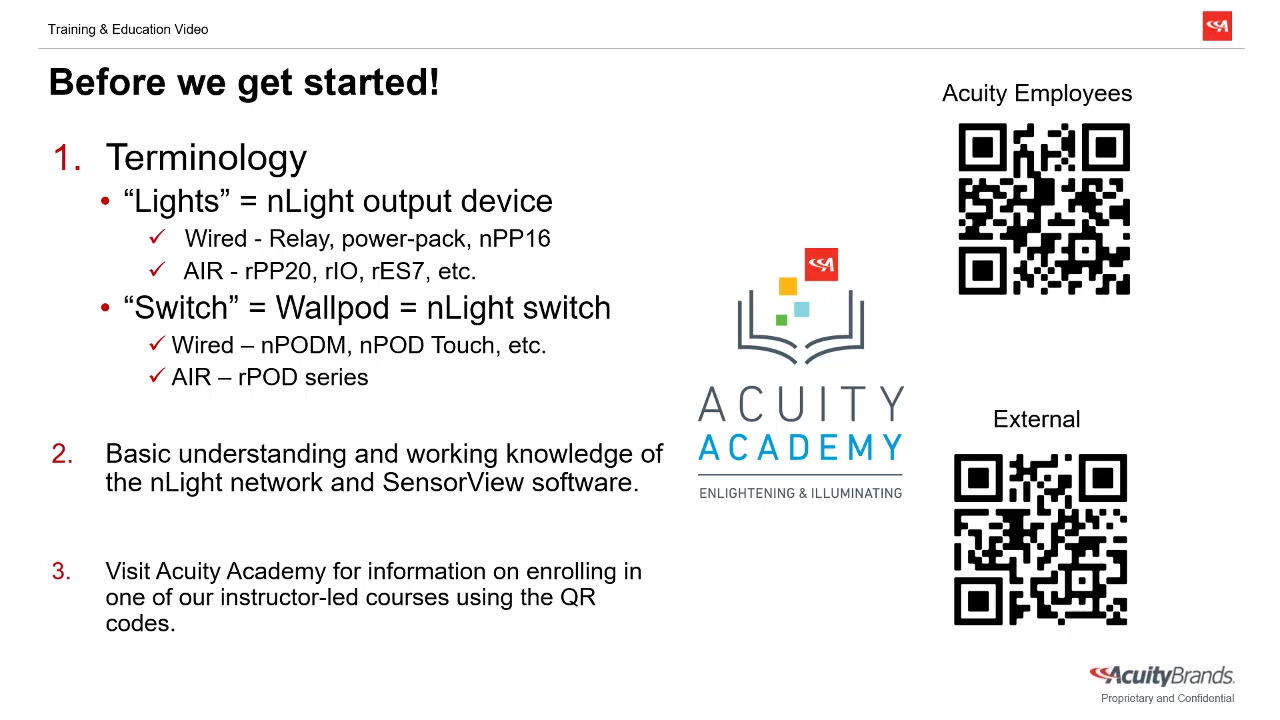 Training & Education Video
Before we get started!
1. Terminology
• “Lights” = nLight output device
✓ Wired - Relay, power-pack, nPP16
✓ AIR - rPP20, rIO, rES7, etc.
• “Switch” = Wallpod = nLight switch
✓ Wired – nPODM, nPOD Touch, etc.
✓ AIR – rPOD series
2. Basic understanding and working knowledge of
the nLight network and SensorView software.
3. Visit Acuity Academy for information on enrolling in
one of our instructor-led courses using the QR
codes.
ACUITY
ACADEMY
ENLIGHTENING & ILLUMINATING
Acuity Employees
External
AcuityBrands.
Proprietary and Confidential